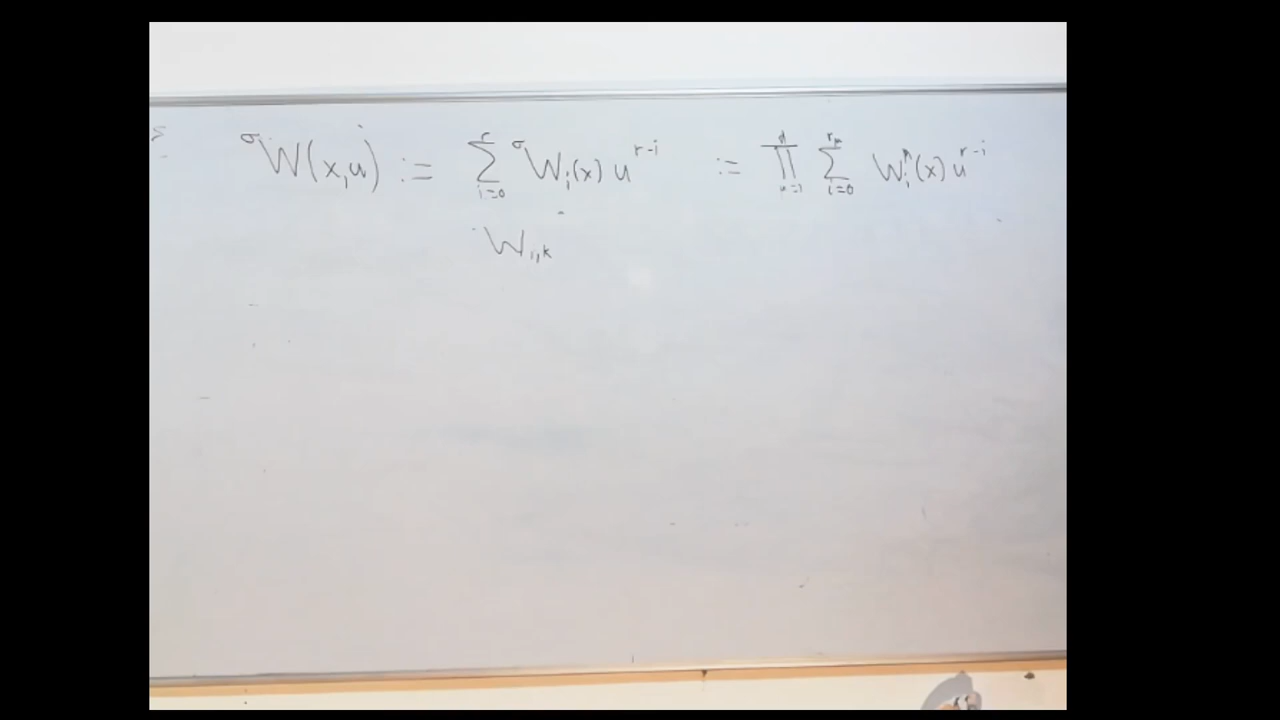 σW(x,u) := Σ_{i=0}^{r} σW_i(x) u^{r-i} := ∏_{μ=1}^{d} Σ_{i=0}^{r_μ} W_i^μ(x) u^{r-i}
W_{i,k}